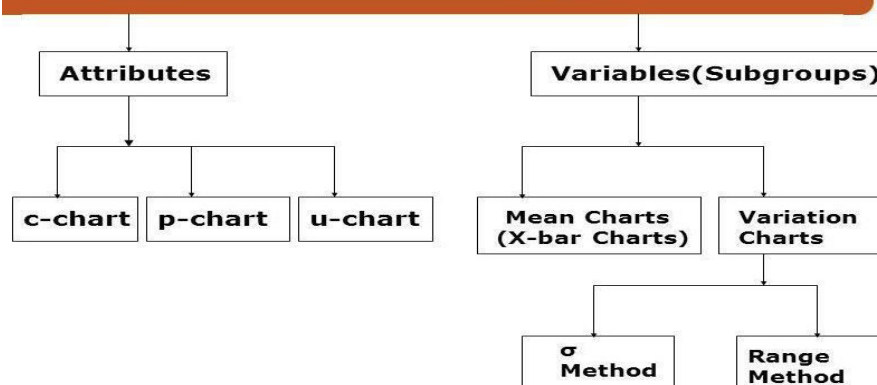 Attributes
Variables(Subgroups)
c-chart
p-chart
u-chart
Mean Charts
(X-bar Charts)
Variation
Charts
σ
Method
Range
Method